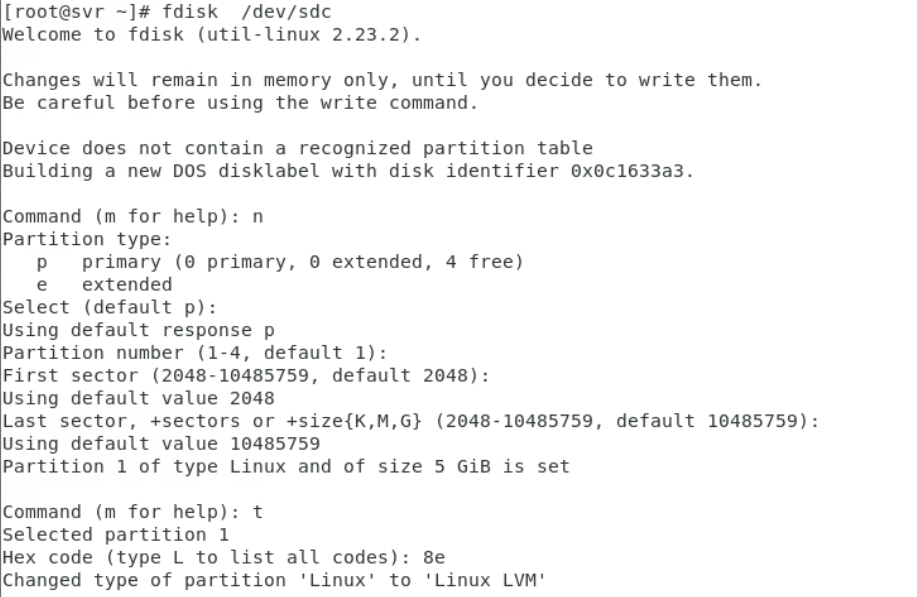 [root@svr ~]# fdisk  /dev/sdc
Welcome to fdisk (util-linux 2.23.2).

Changes will remain in memory only, until you decide to write them.
Be careful before using the write command.

Device does not contain a recognized partition table
Building a new DOS disklabel with disk identifier 0x0c1633a3.

Command (m for help): n
Partition type:
   p   primary (0 primary, 0 extended, 4 free)
   e   extended
Select (default p):
Using default response p
Partition number (1-4, default 1):
First sector (2048-10485759, default 2048):
Using default value 2048
Last sector, +sectors or +size{K,M,G} (2048-10485759, default 10485759):
Using default value 10485759
Partition 1 of type Linux and of size 5 GiB is set

Command (m for help): t
Selected partition 1
Hex code (type L to list all codes): 8e
Changed type of partition 'Linux' to 'Linux LVM'